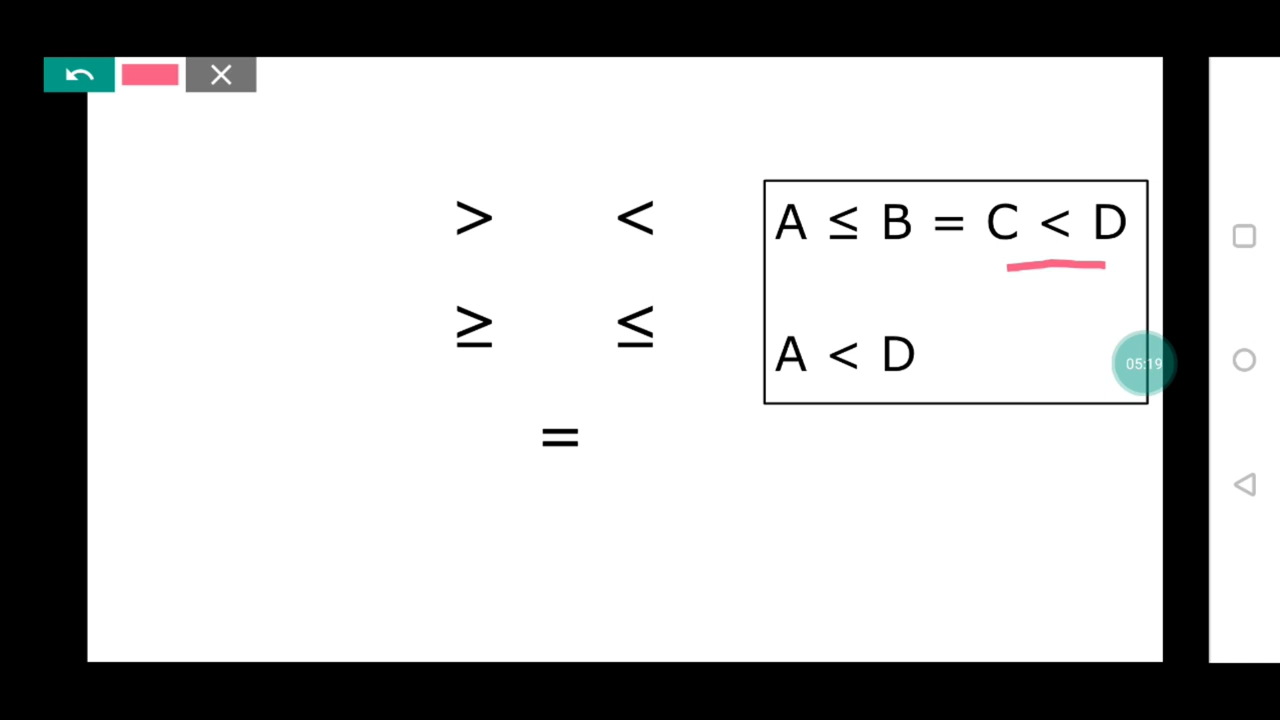 > <
A ≤ B = C < D
≥ ≤
A < D
05:19
=